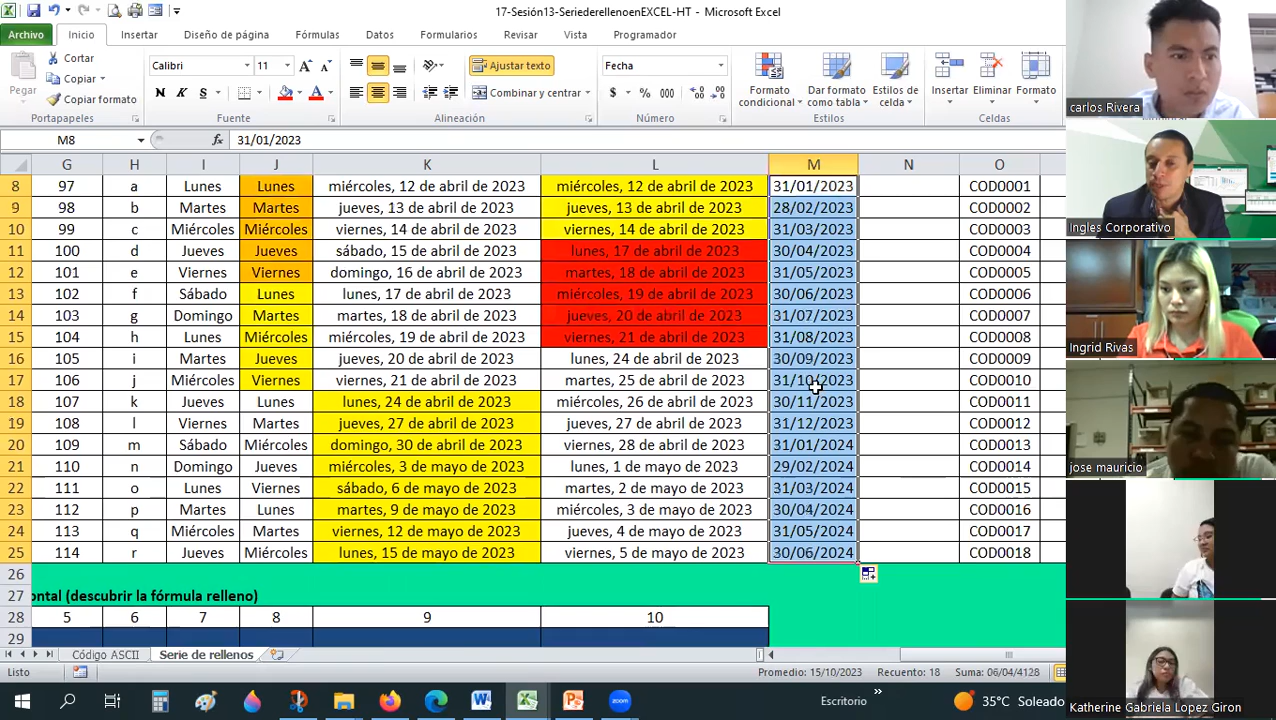 17-Sesión13-SeriederellenoenEXCEL-HT - Microsoft Excel
Archivo Inicio Insertar Diseño de página Fórmulas Datos Formularios Revisar Vista Programador
Cortar
Copiar
Copiar formato
Pegar
Portapapeles
Calibri 11
N K S
Fuente
Ajustar texto
Combinar y centrar
Alineación
Fecha
$ % 000
Número
Formato condicional
Dar formato como tabla
Estilos de celda
Estilos
Insertar Eliminar Formato
Celdas
M8 fx 31/01/2023
G H I J K L M N O
8 97 a Lunes Lunes miércoles, 12 de abril de 2023 miércoles, 12 de abril de 2023 31/01/2023 COD0001
9 98 b Martes Martes jueves, 13 de abril de 2023 jueves, 13 de abril de 2023 28/02/2023 COD0002
10 99 c Miércoles Miércoles viernes, 14 de abril de 2023 viernes, 14 de abril de 2023 31/03/2023 COD0003
11 100 d Jueves Jueves sábado, 15 de abril de 2023 lunes, 17 de abril de 2023 30/04/2023 COD0004
12 101 e Viernes Viernes domingo, 16 de abril de 2023 martes, 18 de abril de 2023 31/05/2023 COD0005
13 102 f Sábado Lunes lunes, 17 de abril de 2023 miércoles, 19 de abril de 2023 30/06/2023 COD0006
14 103 g Domingo Martes martes, 18 de abril de 2023 jueves, 20 de abril de 2023 31/07/2023 COD0007
15 104 h Lunes Miércoles miércoles, 19 de abril de 2023 viernes, 21 de abril de 2023 31/08/2023 COD0008
16 105 i Martes Jueves jueves, 20 de abril de 2023 lunes, 24 de abril de 2023 30/09/2023 COD0009
17 106 j Miércoles Viernes viernes, 21 de abril de 2023 martes, 25 de abril de 2023 31/10/2023 COD0010
18 107 k Jueves Lunes lunes, 24 de abril de 2023 miércoles, 26 de abril de 2023 30/11/2023 COD0011
19 108 l Viernes Martes jueves, 27 de abril de 2023 jueves, 27 de abril de 2023 31/12/2023 COD0012
20 109 m Sábado Miércoles domingo, 30 de abril de 2023 viernes, 28 de abril de 2023 31/01/2024 COD0013
21 110 n Domingo Jueves miércoles, 3 de mayo de 2023 lunes, 1 de mayo de 2023 29/02/2024 COD0014
22 111 o Lunes Viernes sábado, 6 de mayo de 2023 martes, 2 de mayo de 2023 31/03/2024 COD0015
23 112 p Martes Lunes martes, 9 de mayo de 2023 miércoles, 3 de mayo de 2023 30/04/2024 COD0016
24 113 q Miércoles Martes viernes, 12 de mayo de 2023 jueves, 4 de mayo de 2023 31/05/2024 COD0017
25 114 r Jueves Miércoles lunes, 15 de mayo de 2023 viernes, 5 de mayo de 2023 30/06/2024 COD0018
26
27 ontal (descubrir la fórmula relleno)
28 5 6 7 8 9 10
29
Código ASCII Serie de rellenos
Listo Promedio: 15/10/2023 Recuento: 18 Suma: 06/04/4128
Escritorio » 35°C Soleado
carlos Rivera
Ingles Corporativo
Ingrid Rivas
jose mauricio
Katherine Gabriela Lopez Giron